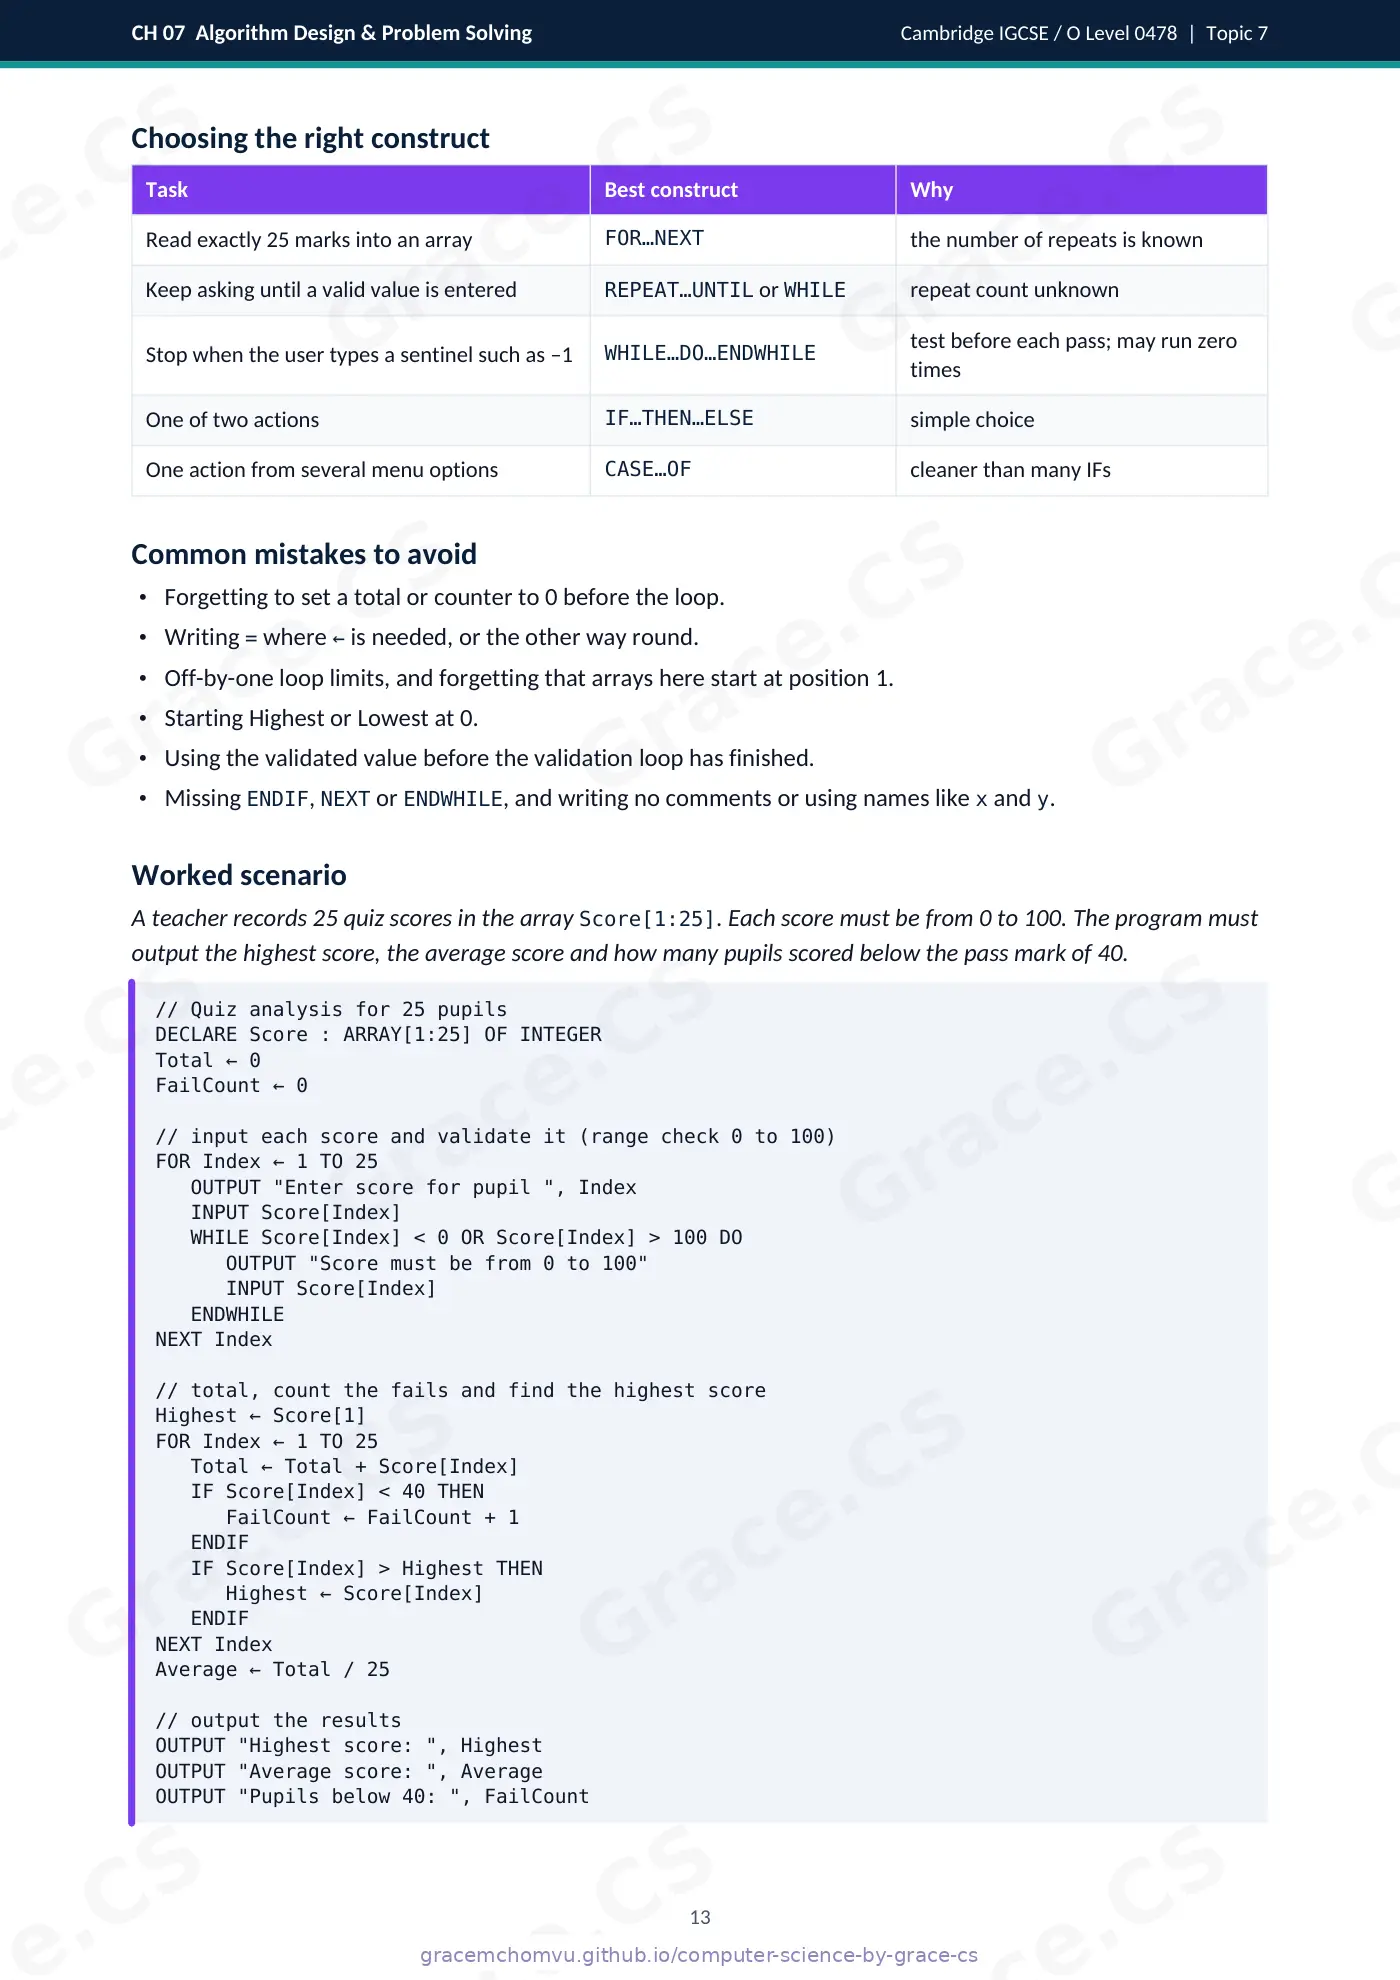 CH 07 Algorithm Design & Problem Solving
Cambridge IGCSE / O Level 0478 | Topic 7
Choosing the right construct
Task Best construct Why
Read exactly 25 marks into an array FOR…NEXT the number of repeats is known
Keep asking until a valid value is entered REPEAT…UNTIL or WHILE repeat count unknown
Stop when the user types a sentinel such as –1 WHILE…DO…ENDWHILE test before each pass; may run zero
times
One of two actions IF…THEN…ELSE simple choice
One action from several menu options CASE…OF cleaner than many IFs
Common mistakes to avoid
• Forgetting to set a total or counter to 0 before the loop.
• Writing = where ← is needed, or the other way round.
• Off-by-one loop limits, and forgetting that arrays here start at position 1.
• Starting Highest or Lowest at 0.
• Using the validated value before the validation loop has finished.
• Missing ENDIF, NEXT or ENDWHILE, and writing no comments or using names like x and y.
Worked scenario
A teacher records 25 quiz scores in the array Score[1:25]. Each score must be from 0 to 100. The program must
output the highest score, the average score and how many pupils scored below the pass mark of 40.
// Quiz analysis for 25 pupils
DECLARE Score : ARRAY[1:25] OF INTEGER
Total ← 0
FailCount ← 0
// input each score and validate it (range check 0 to 100)
FOR Index ← 1 TO 25
   OUTPUT "Enter score for pupil ", Index
   INPUT Score[Index]
   WHILE Score[Index] < 0 OR Score[Index] > 100 DO
      OUTPUT "Score must be from 0 to 100"
      INPUT Score[Index]
   ENDWHILE
NEXT Index
// total, count the fails and find the highest score
Highest ← Score[1]
FOR Index ← 1 TO 25
   Total ← Total + Score[Index]
   IF Score[Index] < 40 THEN
      FailCount ← FailCount + 1
   ENDIF
   IF Score[Index] > Highest THEN
      Highest ← Score[Index]
   ENDIF
NEXT Index
Average ← Total / 25
// output the results
OUTPUT "Highest score: ", Highest
OUTPUT "Average score: ", Average
OUTPUT "Pupils below 40: ", FailCount
13
gracemchomvu.github.io/computer-science-by-grace-cs
Grace.CS